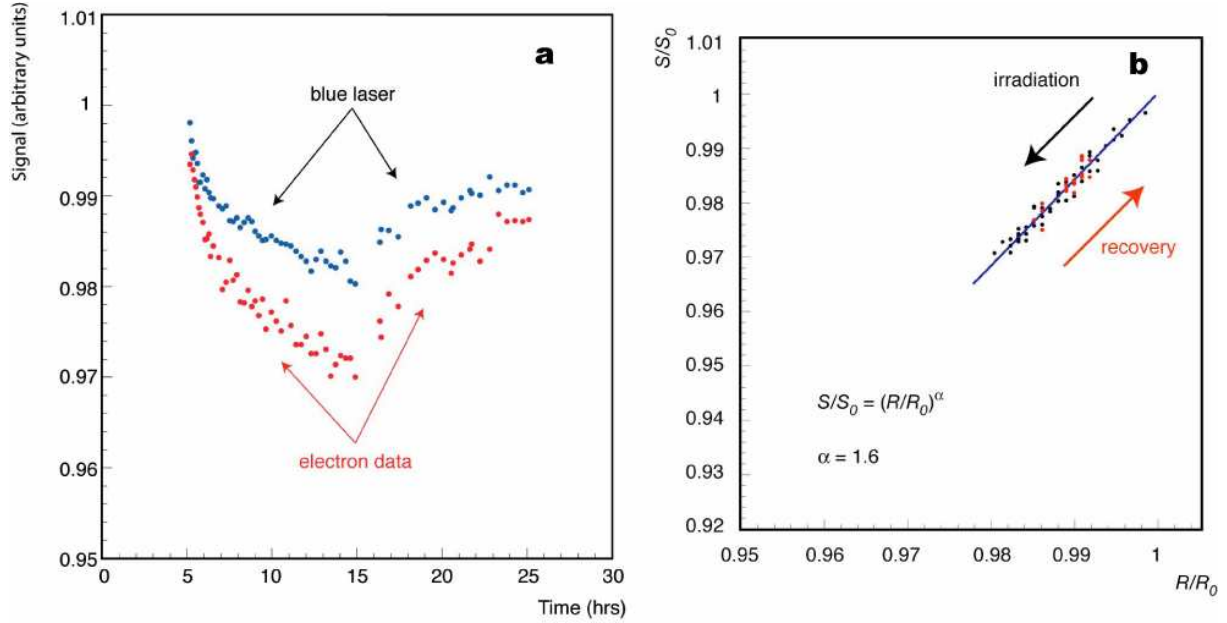 Signal (arbitrary units)
1.01
1
0.99
0.98
0.97
0.96
0.95
a
blue laser
electron data
0 5 10 15 20 25 30
Time (hrs)
S/S₀
1.01
1
0.99
0.98
0.97
0.96
0.95
0.94
0.93
0.92
b
irradiation
recovery
S/S₀ = (R/R₀)^α
α = 1.6
0.95 0.96 0.97 0.98 0.99 1
R/R₀